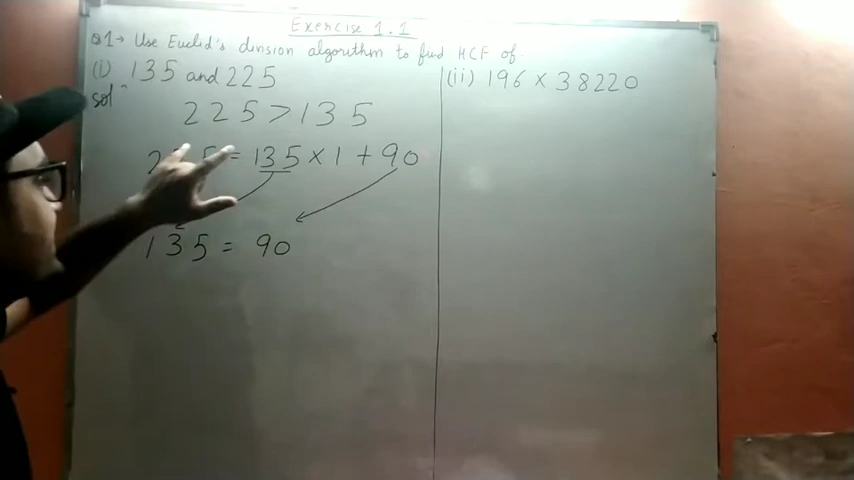 Exercise 1.1
Q1→ Use Euclid's division algorithm to find HCF of
(i) 135 and 225
sol
225>135
= 135×1+90
135= 90
(ii) 196 × 38220